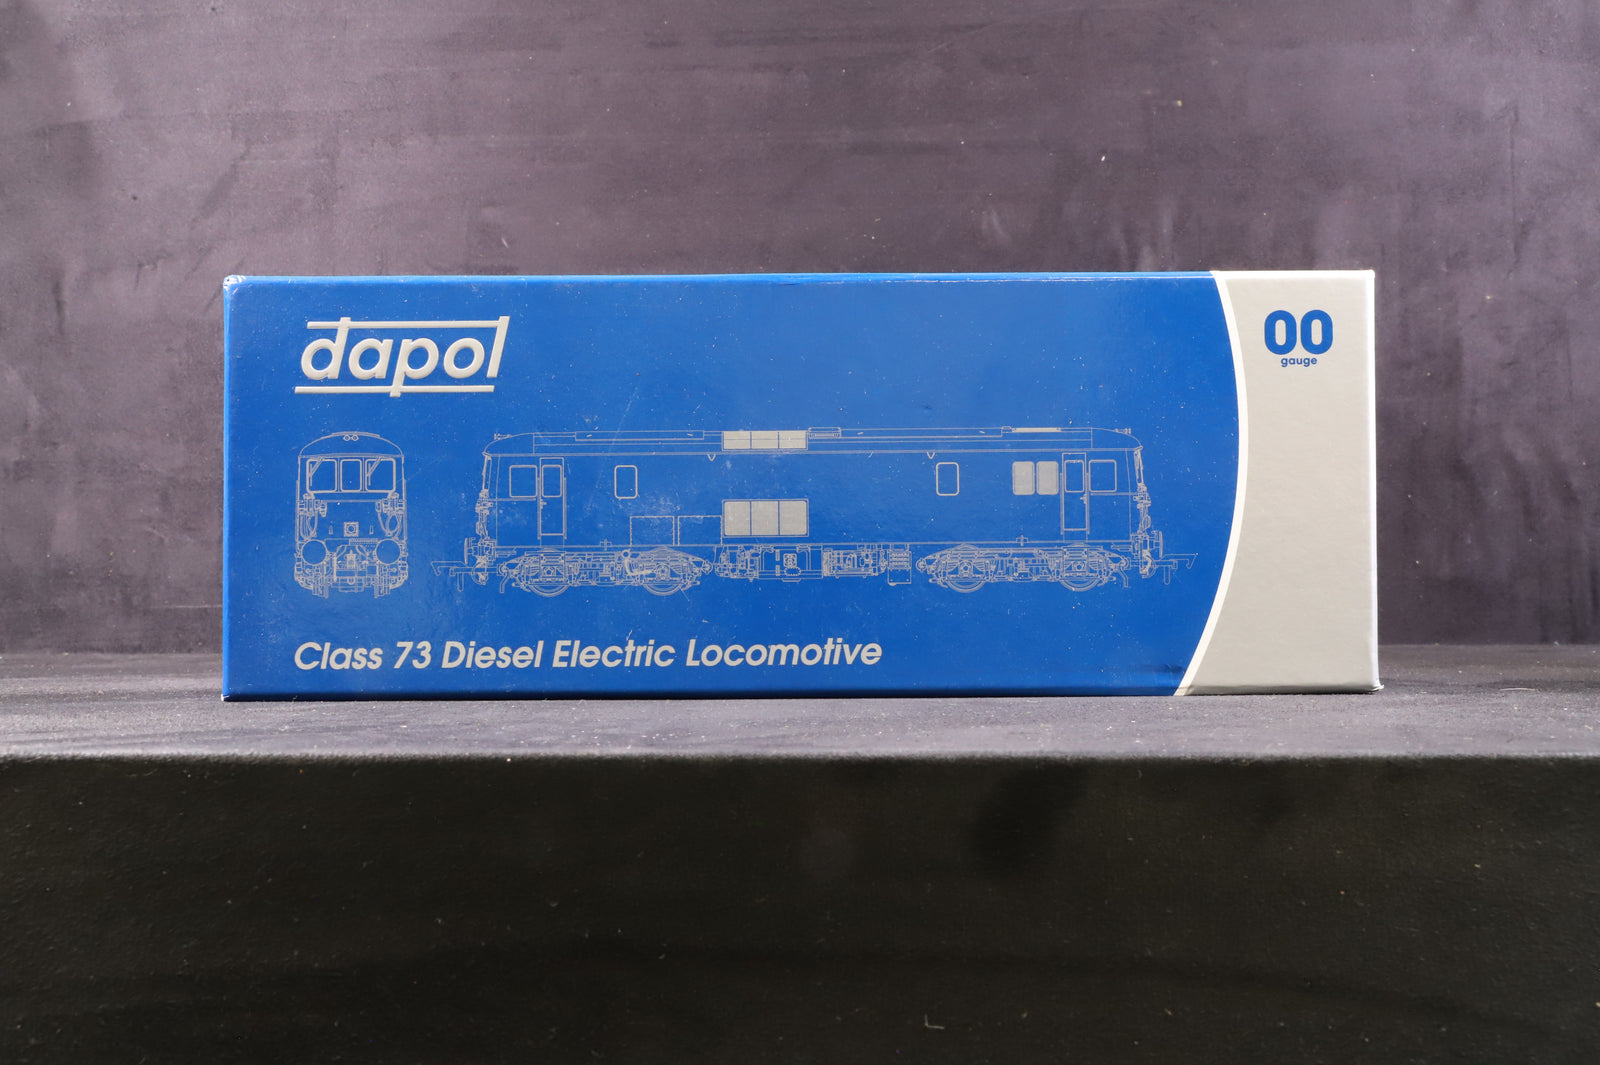 dapol
00
gauge
Class 73 Diesel Electric Locomotive